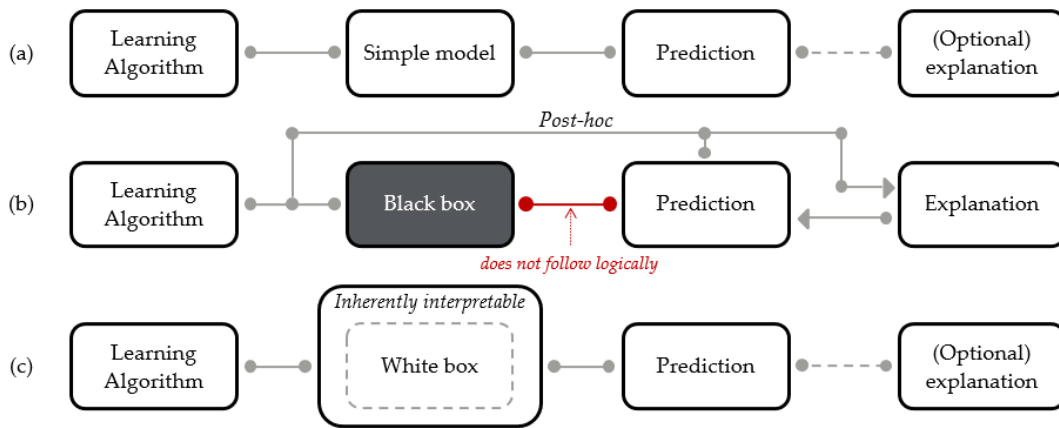 (a)
Learning
Algorithm
Simple model
Prediction
(Optional)
explanation
Post-hoc
(b)
Learning
Algorithm
Black box
Prediction
Explanation
does not follow logically
Inherently interpretable
(c)
Learning
Algorithm
White box
Prediction
(Optional)
explanation